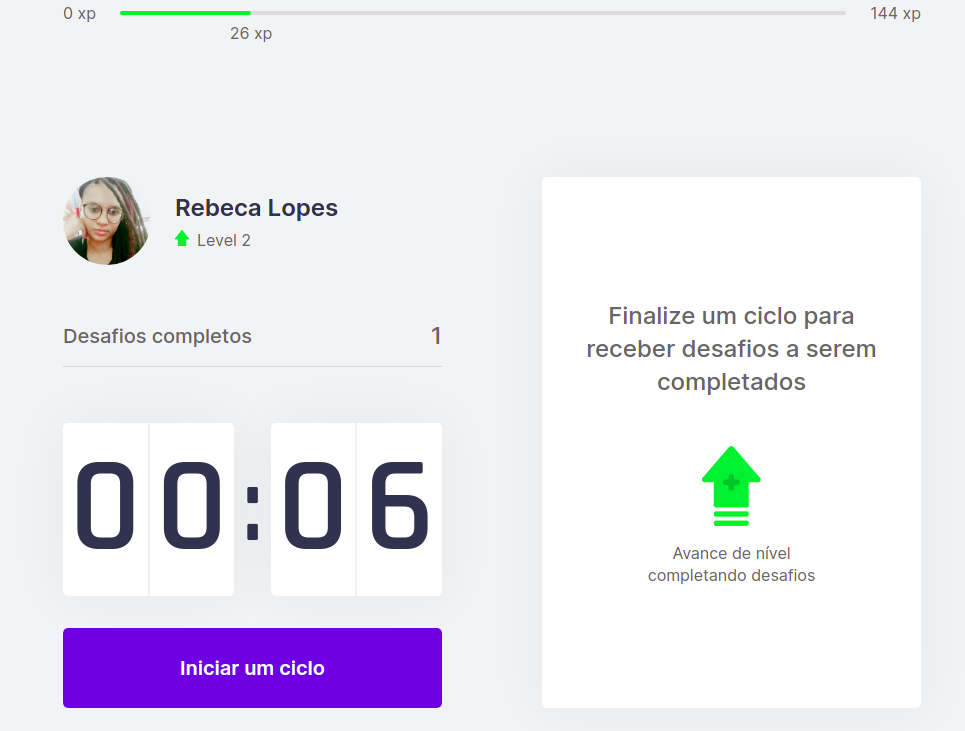 0 xp
144 xp
26 xp
Rebeca Lopes
Level 2
Desafios completos 1
00:06
Iniciar um ciclo
Finalize um ciclo para
receber desafios a serem
completados
Avance de nível
completando desafios